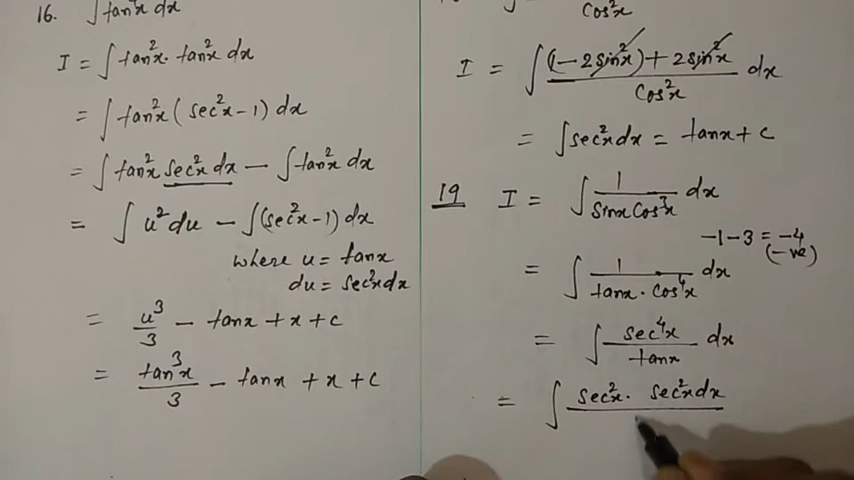 16. ∫tan⁴x dx
I = ∫tan²x · tan²x dx
= ∫tan²x (sec²x − 1) dx
= ∫tan²x sec²x dx − ∫tan²x dx
= ∫u² du − ∫(sec²x − 1) dx
where u = tanx
du = sec²x dx
= u³/3 − tanx + x + c
= tan³x/3 − tanx + x + c
cos²x
I = ∫ (1 − 2sin²x) + 2sin²x / cos²x dx
= ∫sec²x dx = tanx + c
19 I = ∫ 1 / sinx cos³x dx
−1 − 3 = −4
(−ve)
= ∫ 1 / tanx · cos⁴x dx
= ∫ sec⁴x / tanx dx
= ∫ sec²x · sec²x dx